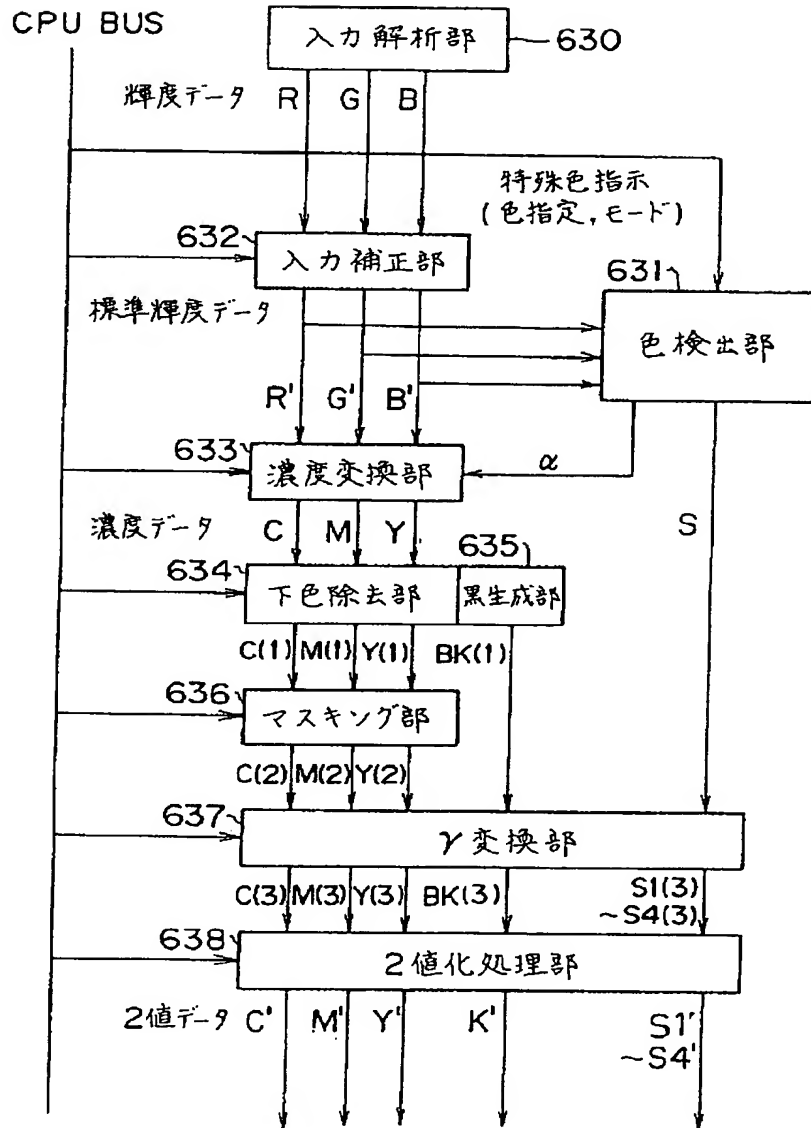 CPU BUS
入力解析部
630
輝度データ R G B
特殊色指示
(色指定,モード)
632
入力補正部
631
色検出部
標準輝度データ
R' G' B'
633
濃度変換部
α
濃度データ C M Y
S
634
下色除去部
635
黒生成部
C(1) M(1) Y(1) BK(1)
636
マスキング部
C(2) M(2) Y(2)
637
γ変換部
C(3) M(3) Y(3) BK(3) S1(3)
~S4(3)
638
2値化処理部
2値データ C' M' Y' K' S1'
~S4'